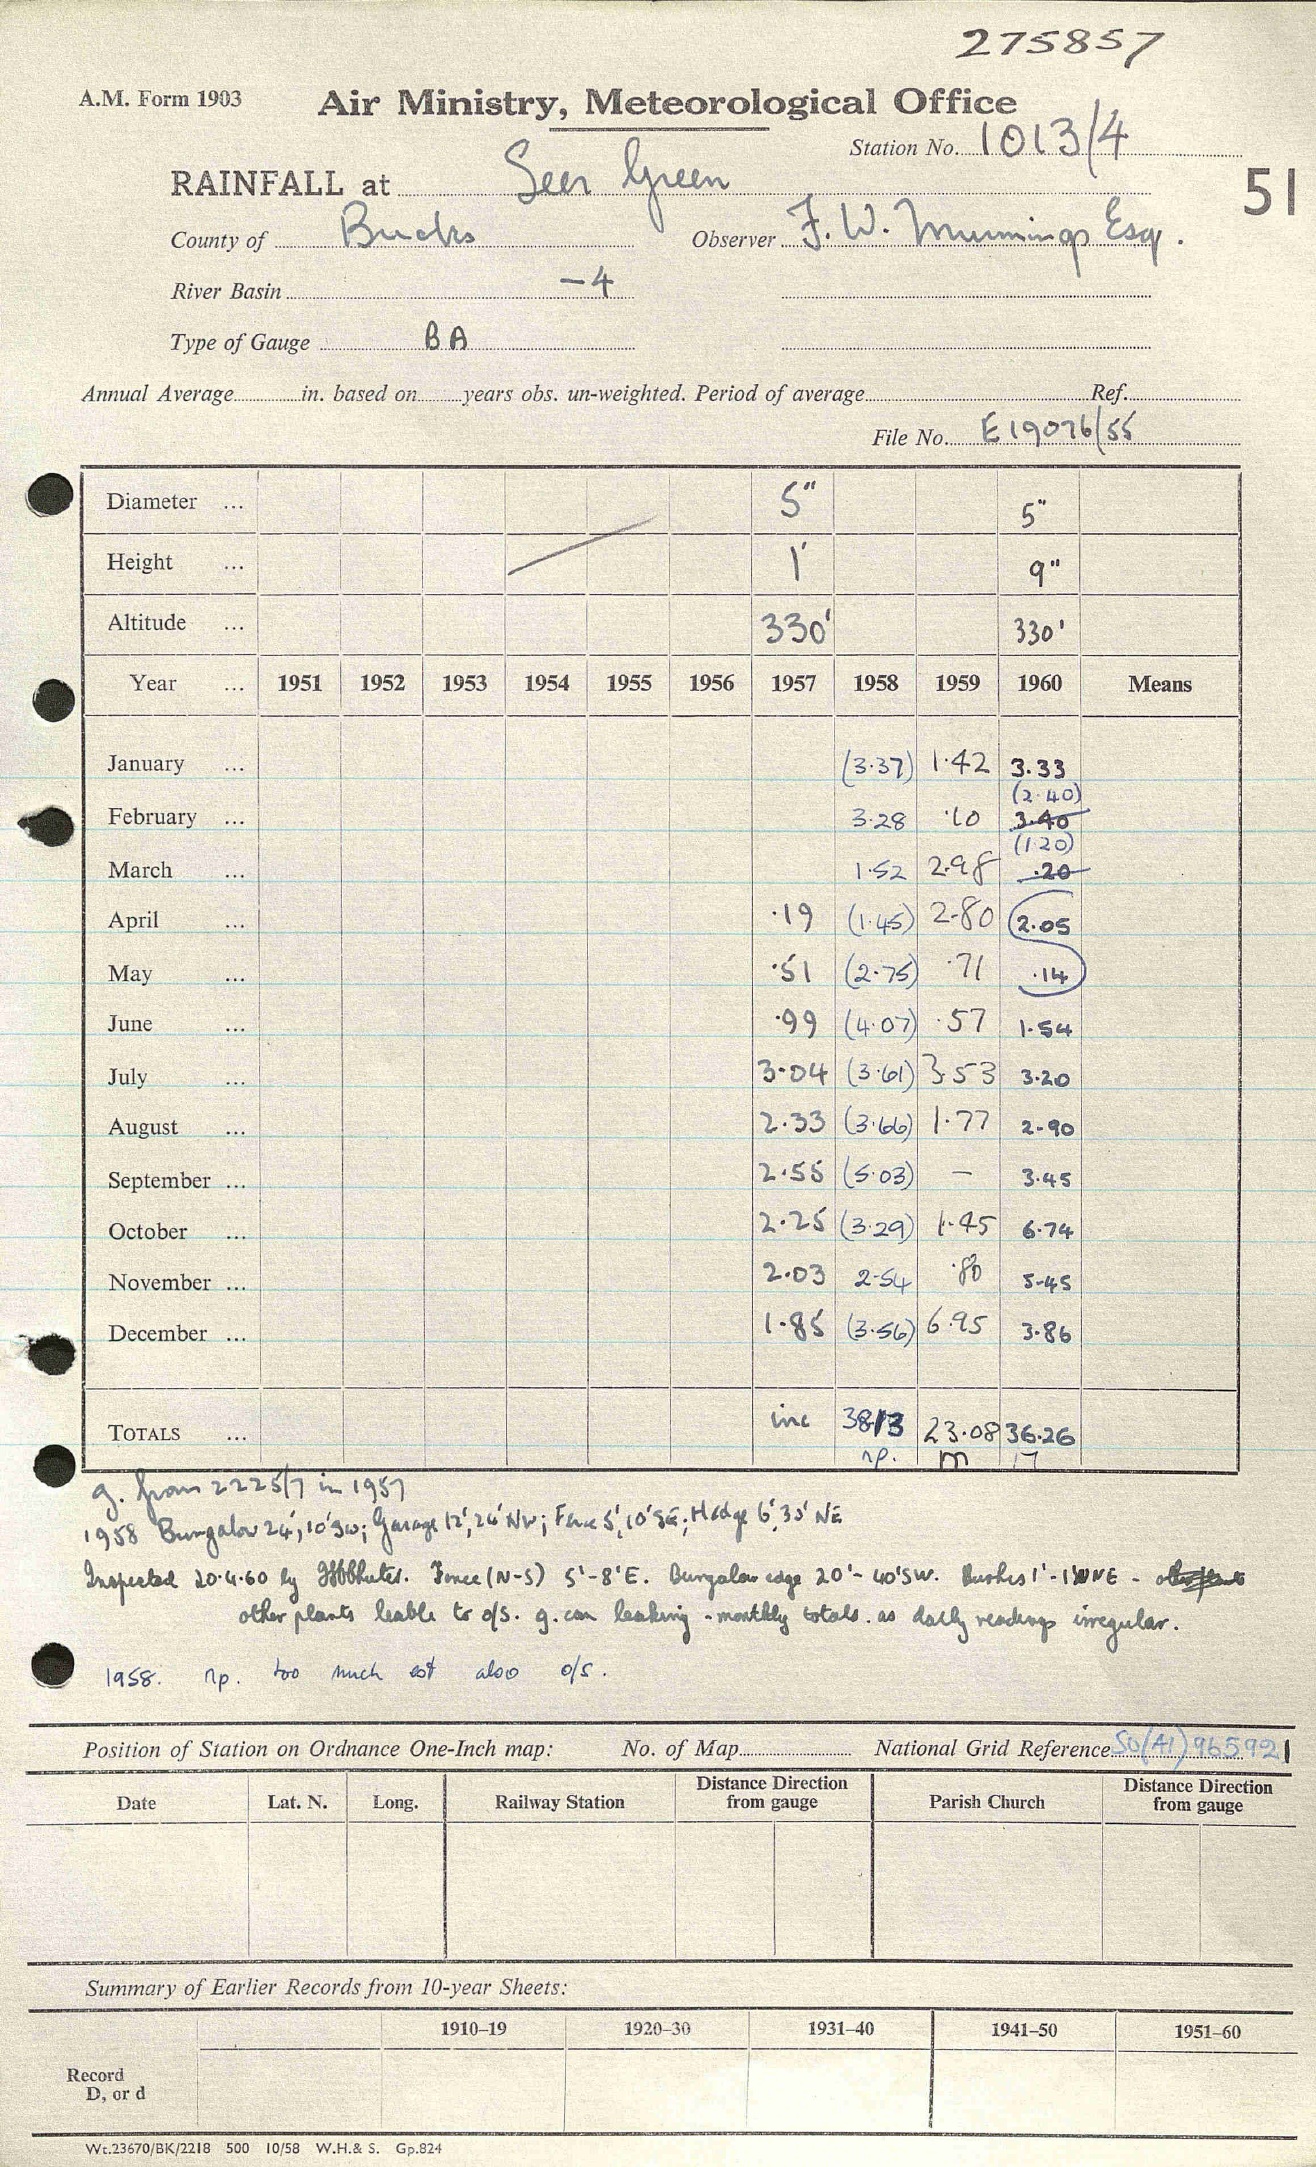 275857
A.M. Form 1903 Air Ministry, Meteorological Office
Station No. 1013/4
RAINFALL at Seer Green
51
County of Bucks Observer F. W. Mummings Esq.
River Basin -4
Type of Gauge BA
Annual Average in. based on years obs. un-weighted. Period of average Ref.
File No. E19076/55
Diameter ... 5" 5"
Height ... 1' 9"
Altitude ... 330' 330'
Year ... 1951 1952 1953 1954 1955 1956 1957 1958 1959 1960 Means
January ... (3.37) 1.42 3.33
(2.40)
February ... 3.28 .10 3.40
(1.20)
March ... 1.52 2.98 .20
April ... .19 (1.45) 2.80 (2.05
May ... .51 (2.75) .71 .14)
June ... .99 (4.07) .57 1.54
July ... 3.04 (3.61) 3.53 3.20
August ... 2.33 (3.66) 1.77 2.90
September ... 2.55 (5.03) - 3.45
October ... 2.25 (3.29) 1.45 6.74
November ... 2.03 2.54 .80 5.45
December ... 1.85 (3.56) 6.95 3.86
TOTALS ... inc 3813 23.08 36.26
np. m 17
g. from 2225/7 in 1957
1958 Bungalow 24', 10'SW; Garage 12', 26' NW; Fence 5', 10'SE; Hedge 6', 35' NE
Inspected 20.4.60 by Fence (N-S) 5'-8'E. Bungalow edge 20'-40'SW. Bushes 1'- NE -
other plants leable to o/s. g. can leaking - monthly totals. as daily readings irregular.
1958. np. too much est also o/s.
Position of Station on Ordnance One-Inch map: No. of Map National Grid Reference SU(41)965921
Date Lat. N. Long. Railway Station Distance Direction from gauge Parish Church Distance Direction from gauge
Summary of Earlier Records from 10-year Sheets:
1910–19 1920–30 1931–40 1941–50 1951–60
Record
D, or d
Wt.23670/BK/2218 500 10/58 W.H.& S. Gp.824